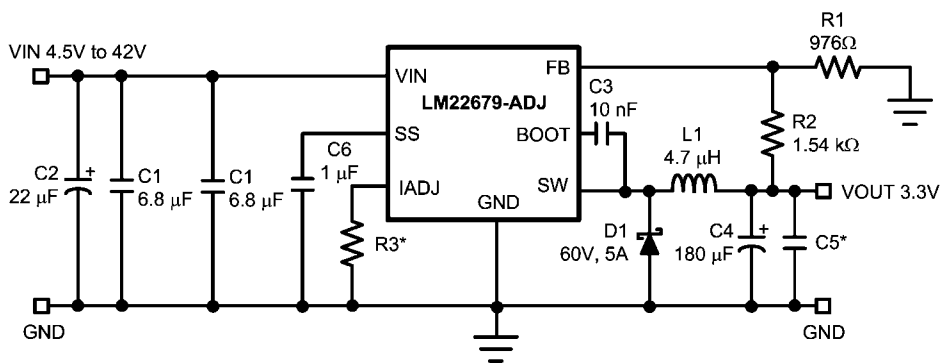 VIN 4.5V to 42V
VIN
FB
LM22679-ADJ
SS
BOOT
IADJ
SW
GND
R1
976Ω
C3
10 nF
R2
1.54 kΩ
L1
4.7 μH
C6
1 μF
C2
+
22 μF
C1
6.8 μF
C1
6.8 μF
R3*
VOUT 3.3V
D1
60V, 5A
C4
+
180 μF
C5*
GND
GND